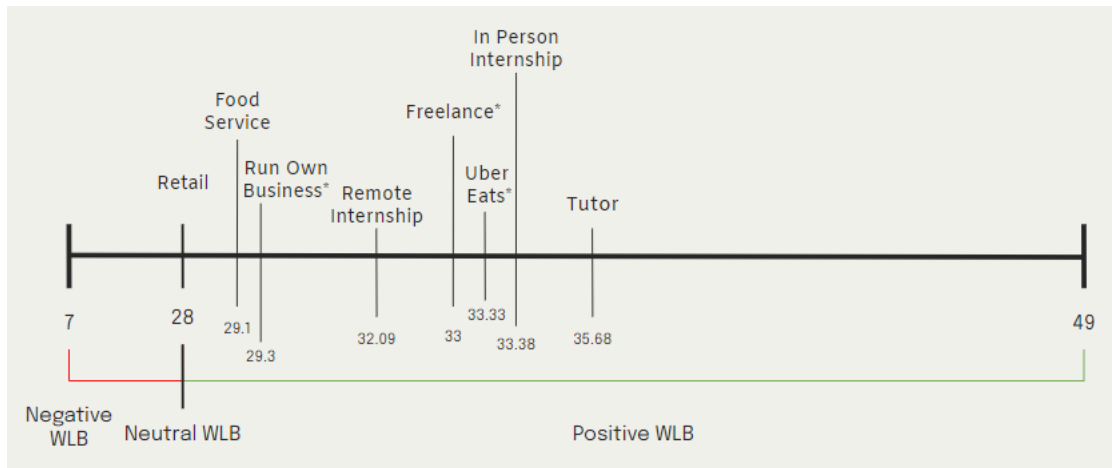 In Person
Internship
Food
Service
Freelance*
Retail
Run Own
Business*
Remote
Internship
Uber
Eats*
Tutor
7
28
29.1
29.3
32.09
33
33.33
33.38
35.68
49
Negative
WLB
Neutral WLB
Positive WLB